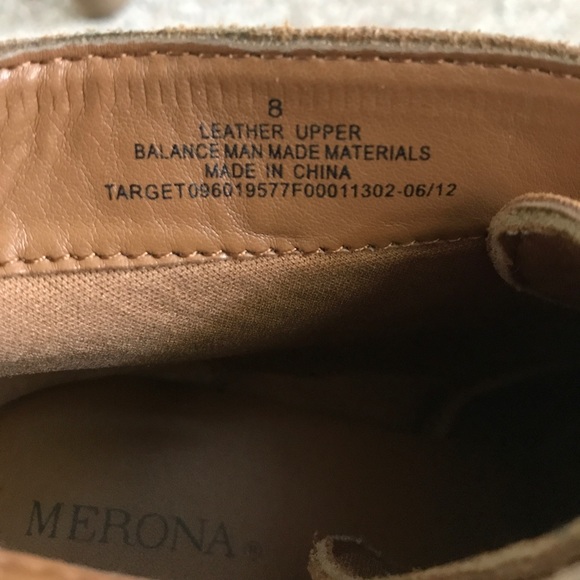 8
LEATHER UPPER
BALANCE MAN MADE MATERIALS
MADE IN CHINA
TARGET096019577F00011302-06/12
MERONA®